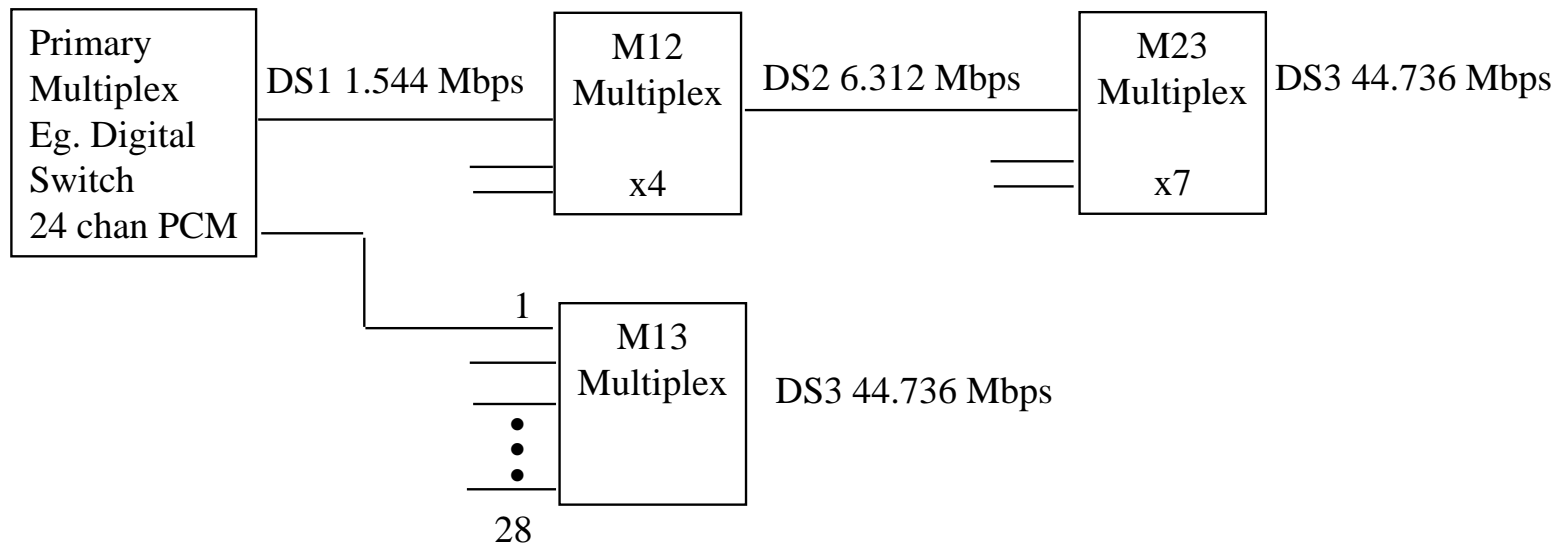 Primary
Multiplex
Eg. Digital
Switch
24 chan PCM
DS1 1.544 Mbps
M12
Multiplex
x4
DS2 6.312 Mbps
M23
Multiplex
x7
DS3 44.736 Mbps
1
28
M13
Multiplex
DS3 44.736 Mbps